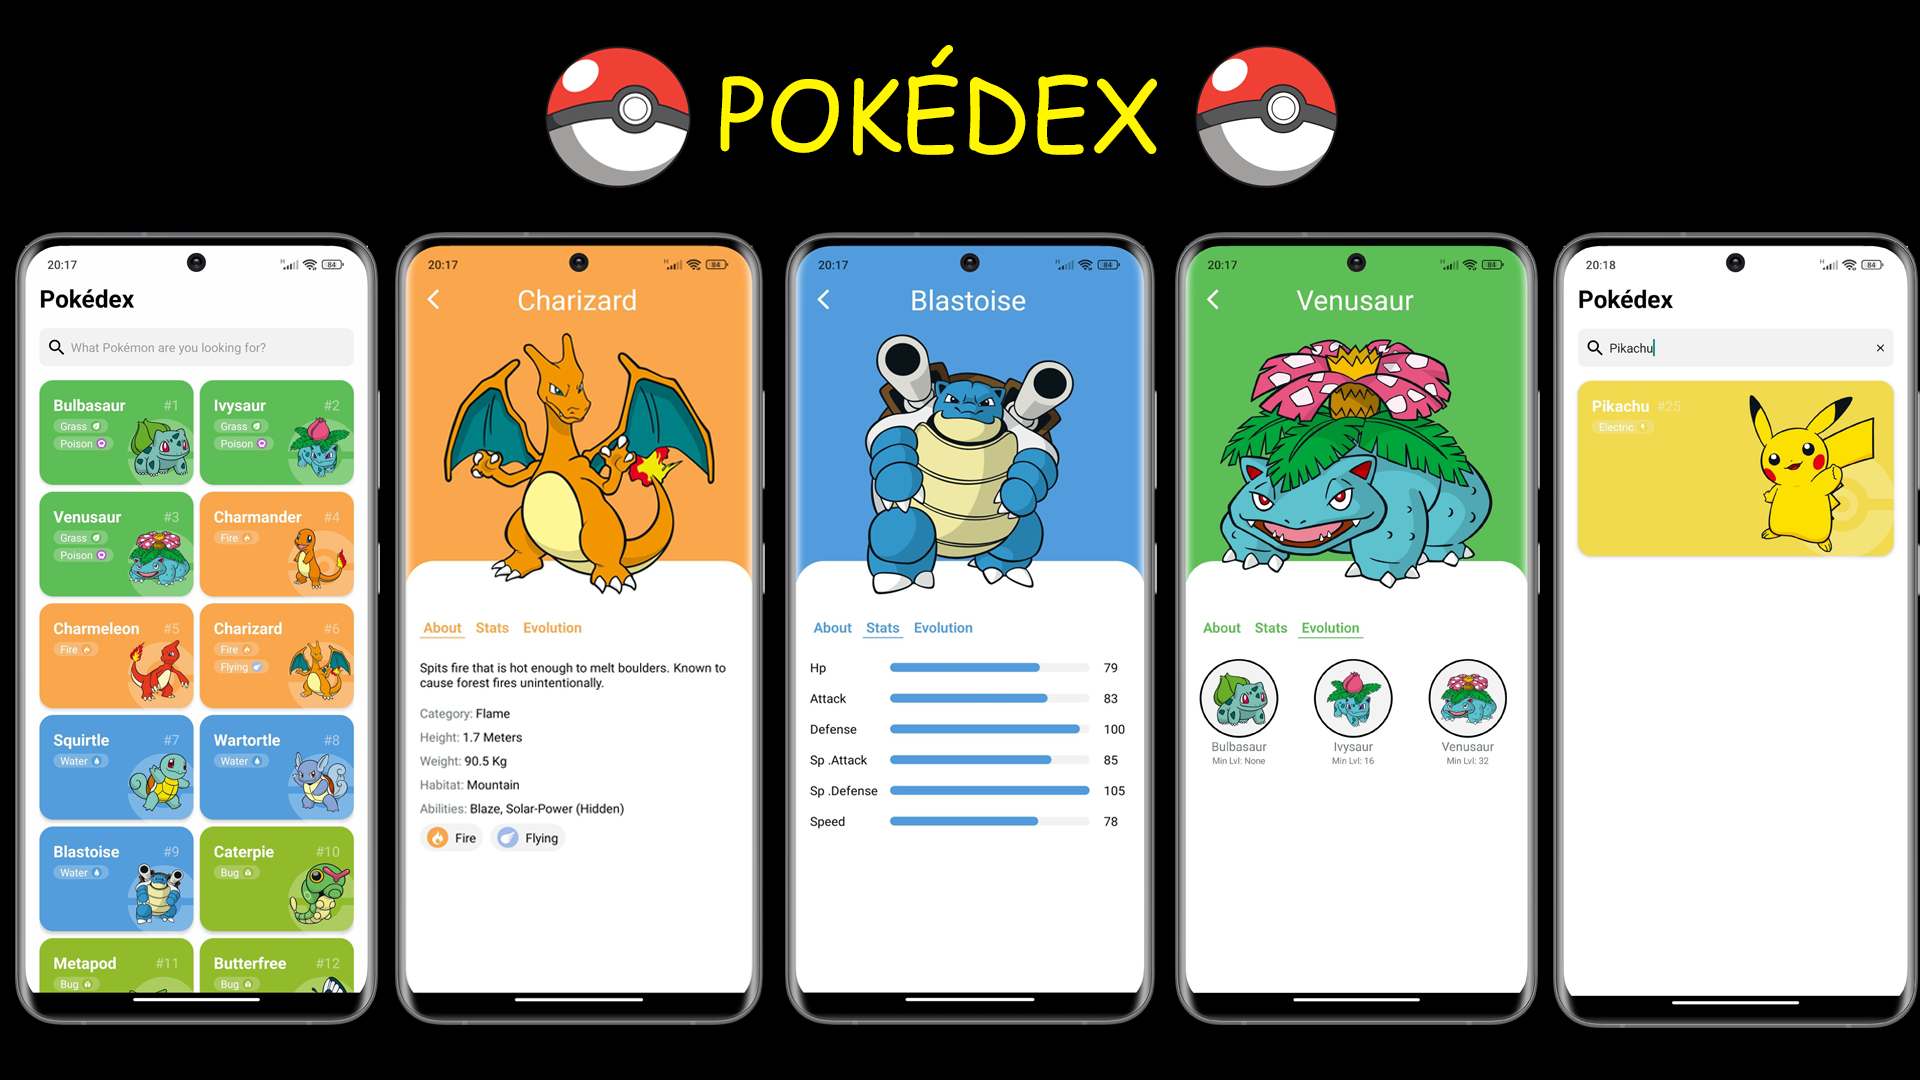 POKÉDEX
20:17
H
84
Pokédex
What Pokémon are you looking for?
Bulbasaur #1
Grass
Poison
Ivysaur #2
Grass
Poison
Venusaur #3
Grass
Poison
Charmander #4
Fire
Charmeleon #5
Fire
Charizard #6
Fire
Flying
Squirtle #7
Water
Wartortle #8
Water
Blastoise #9
Water
Caterpie #10
Bug
Metapod #11
Bug
Butterfree #12
Bug
20:17
H
84
Charizard
About Stats Evolution
Spits fire that is hot enough to melt boulders. Known to
cause forest fires unintentionally.
Category: Flame
Height: 1.7 Meters
Weight: 90.5 Kg
Habitat: Mountain
Abilities: Blaze, Solar-Power (Hidden)
Fire Flying
20:17
H
84
Blastoise
About Stats Evolution
Hp 79
Attack 83
Defense 100
Sp .Attack 85
Sp .Defense 105
Speed 78
20:17
H
84
Venusaur
About Stats Evolution
Bulbasaur
Min Lvl: None
Ivysaur
Min Lvl: 16
Venusaur
Min Lvl: 32
20:18
H
84
Pokédex
Pikachu
Pikachu #25
Electric